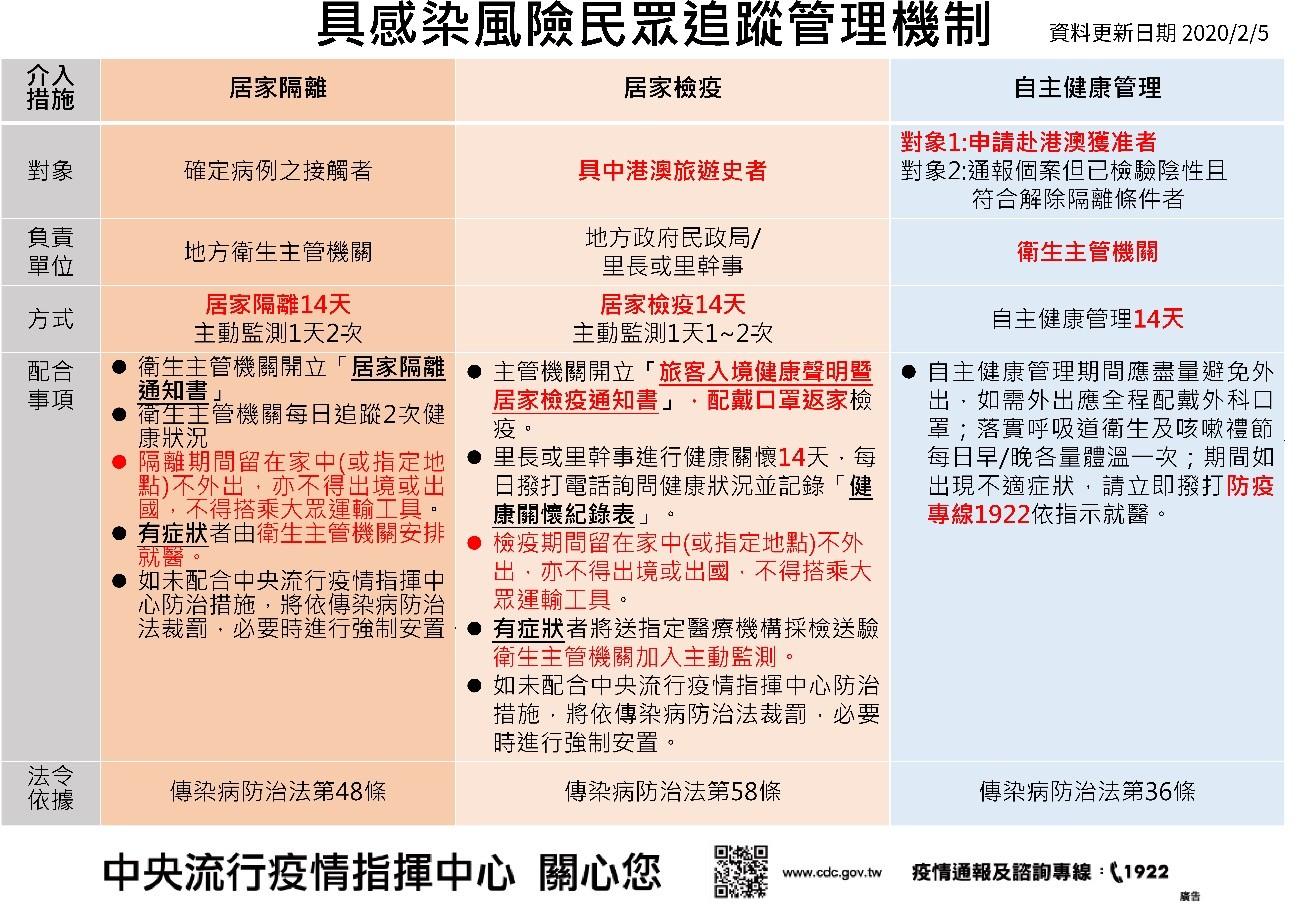 具感染風險民眾追蹤管理機制
資料更新日期 2020/2/5
介入
措施
居家隔離
居家檢疫
自主健康管理
對象
確定病例之接觸者
具中港澳旅遊史者
對象1:申請赴港澳獲准者
對象2:通報個案但已檢驗陰性且
符合解除隔離條件者
負責
單位
地方衛生主管機關
地方政府民政局/
里長或里幹事
衛生主管機關
方式
居家隔離14天
主動監測1天2次
居家檢疫14天
主動監測1天1~2次
自主健康管理14天
配合
事項
● 衛生主管機關開立「居家隔離
通知書」
● 衛生主管機關每日追蹤2次健
康狀況
● 隔離期間留在家中(或指定地
點)不外出，亦不得出境或出
國，不得搭乘大眾運輸工具。
● 有症狀者由衛生主管機關安排
就醫。
● 如未配合中央流行疫情指揮中
心防治措施，將依傳染病防治
法裁罰，必要時進行強制安置
● 主管機關開立「旅客入境健康聲明暨
居家檢疫通知書」，配戴口罩返家檢
疫。
● 里長或里幹事進行健康關懷14天，每
日撥打電話詢問健康狀況並記錄「健
康關懷紀錄表」。
● 檢疫期間留在家中(或指定地點)不外
出，亦不得出境或出國，不得搭乘大
眾運輸工具。
● 有症狀者將送指定醫療機構採檢送驗
衛生主管機關加入主動監測。
● 如未配合中央流行疫情指揮中心防治
措施，將依傳染病防治法裁罰，必要
時進行強制安置。
● 自主健康管理期間應盡量避免外
出，如需外出應全程配戴外科口
罩；落實呼吸道衛生及咳嗽禮節
每日早/晚各量體溫一次；期間如
出現不適症狀，請立即撥打防疫
專線1922依指示就醫。
法令
依據
傳染病防治法第48條
傳染病防治法第58條
傳染病防治法第36條
中央流行疫情指揮中心 關心您
www.cdc.gov.tw
疫情通報及諮詢專線：1922
廣告